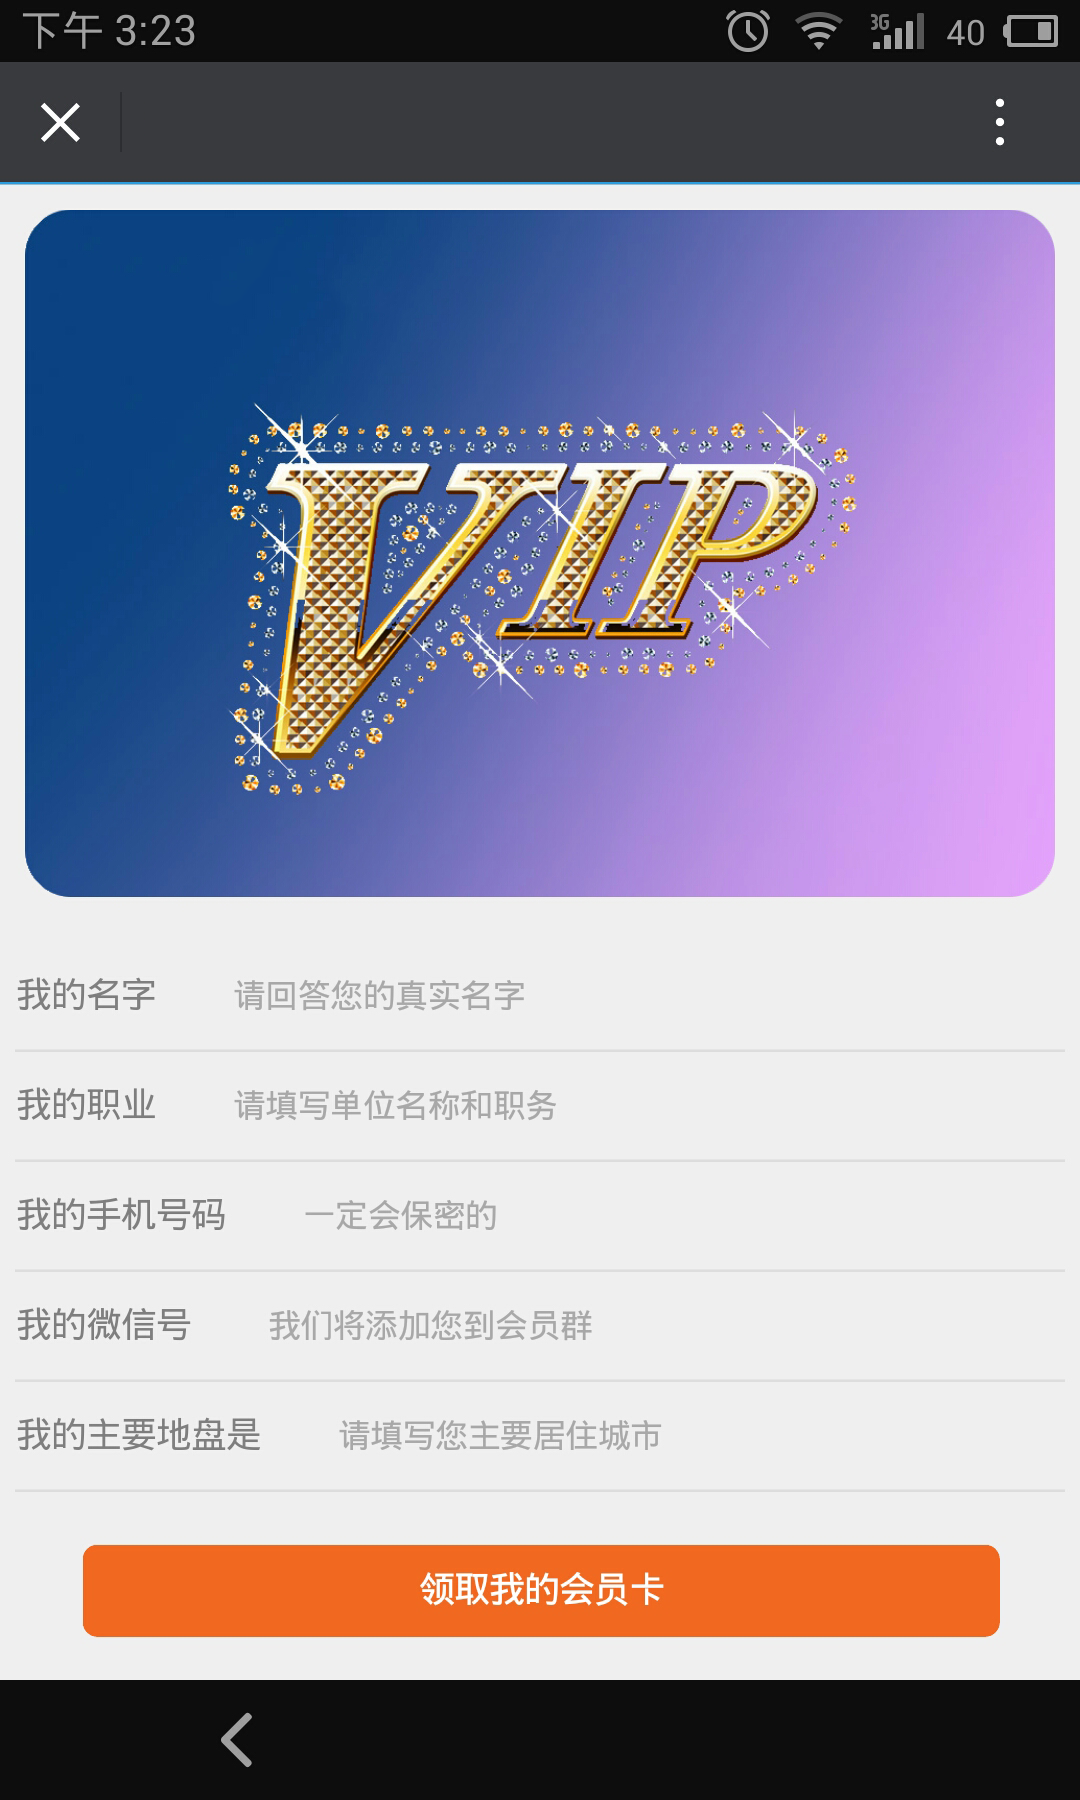 下午 3:23
3G
40
VIP
我的名字 请回答您的真实名字
我的职业 请填写单位名称和职务
我的手机号码 一定会保密的
我的微信号 我们将添加您到会员群
我的主要地盘是 请填写您主要居住城市
领取我的会员卡